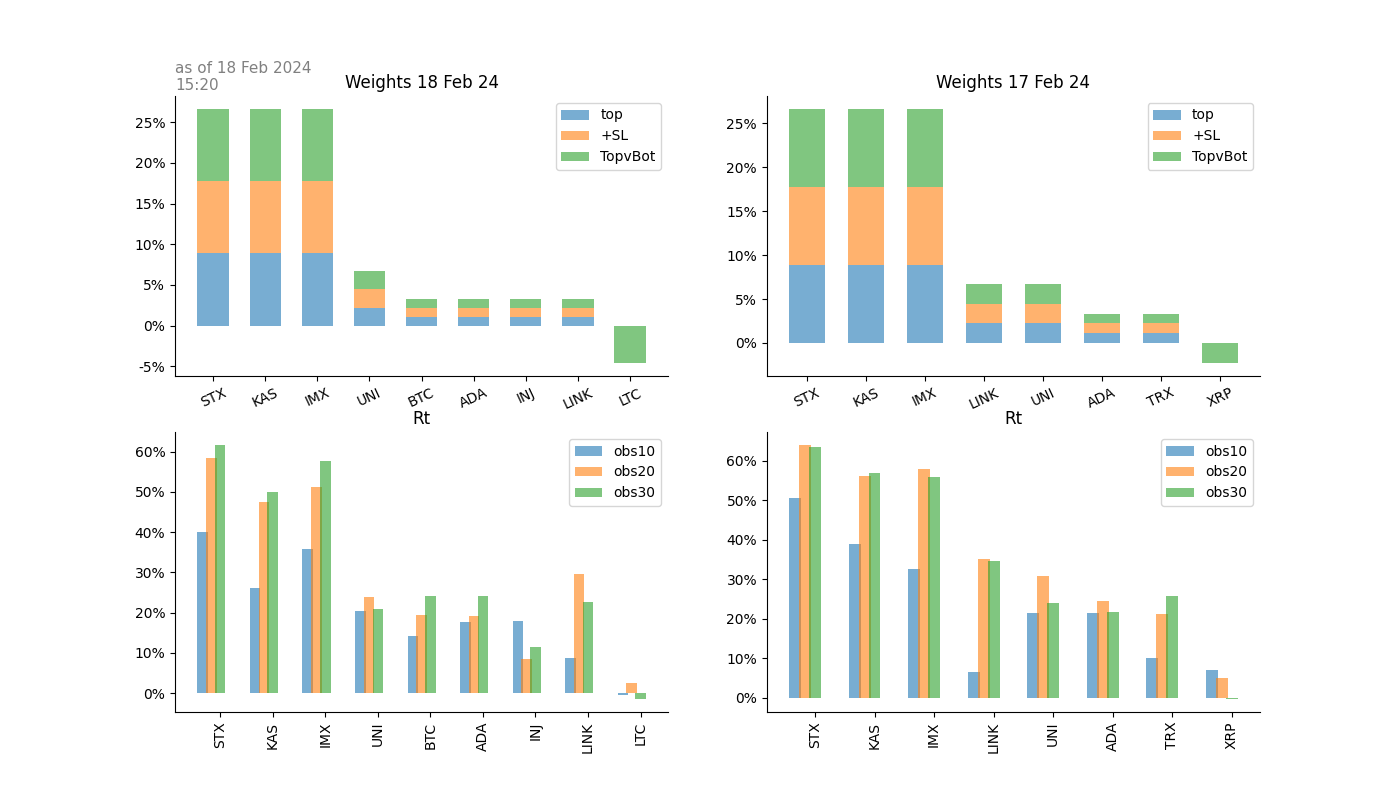 as of 18 Feb 2024
15:20
Weights 18 Feb 24
25%
20%
15%
10%
5%
0%
-5%
top
+SL
TopvBot
STX KAS IMX UNI BTC ADA INJ LINK LTC
Weights 17 Feb 24
25%
20%
15%
10%
5%
0%
top
+SL
TopvBot
STX KAS IMX LINK UNI ADA TRX XRP
Rt
60%
50%
40%
30%
20%
10%
0%
obs10
obs20
obs30
STX KAS IMX UNI BTC ADA INJ LINK LTC
Rt
60%
50%
40%
30%
20%
10%
0%
obs10
obs20
obs30
STX KAS IMX LINK UNI ADA TRX XRP